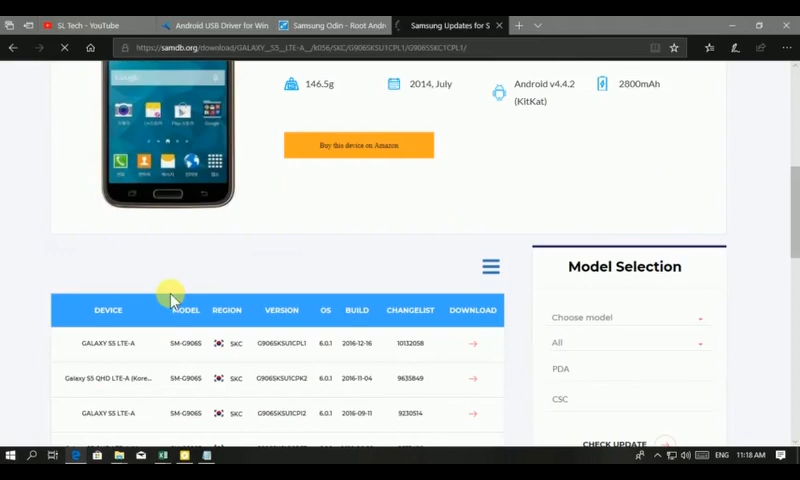 SL Tech - YouTube
Android USB Driver for Win
Samsung Odin - Root Andro
Samsung Updates for S
https://samdb.org/download/GALAXY__S5__LTE-A__/k056/SKC/G906SKSU1CPL1/G906SSKC1CPL1/
146.5g
2014, July
Android v4.4.2
(KitKat)
2800mAh
Buy this device on Amazon
Model Selection
Choose model
All
PDA
CSC
CHECK UPDATE
DEVICE MODEL REGION VERSION OS BUILD CHANGELIST DOWNLOAD
GALAXY S5 LTE-A SM-G906S SKC G906SKSU1CPL1 6.0.1 2016-12-16 10132058
Galaxy S5 QHD LTE-A (Kore... SM-G906S SKC G906SKSU1CPK2 6.0.1 2016-11-04 9635849
GALAXY S5 LTE-A SM-G906S SKC G906SKSU1CPI2 6.0.1 2016-09-11 9230514
ENG 11:18 AM